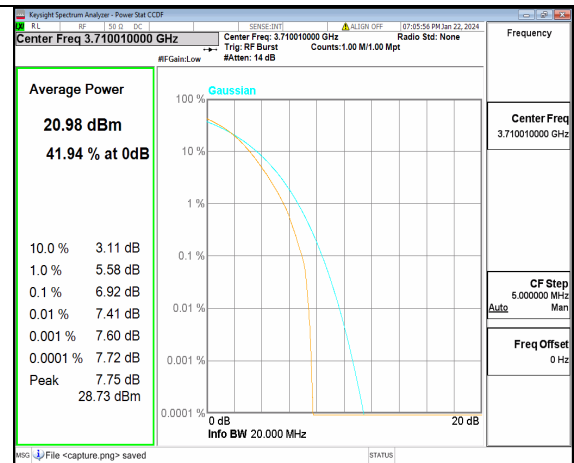 Keysight Spectrum Analyzer - Power Stat CCDF
RL RF 50 Ω DC SENSE:INT ALIGN OFF 07:05:56 PM Jan 22, 2024
Center Freq 3.710010000 GHz
Center Freq: 3.710010000 GHz Radio Std: None
Trig: RF Burst Counts:1.00 M/1.00 Mpt
#IFGain:Low #Atten: 14 dB
Frequency
Average Power
20.98 dBm
41.94 % at 0dB
10.0 % 3.11 dB
1.0 % 5.58 dB
0.1 % 6.92 dB
0.01 % 7.41 dB
0.001 % 7.60 dB
0.0001 % 7.72 dB
Peak 7.75 dB
28.73 dBm
Gaussian
100 %
10 %
1 %
0.1 %
0.01 %
0.001 %
0.0001 %
0 dB 20 dB
Info BW 20.000 MHz
Center Freq
3.710010000 GHz
CF Step
5.000000 MHz
Auto Man
Freq Offset
0 Hz
MSG File <capture.png> saved STATUS